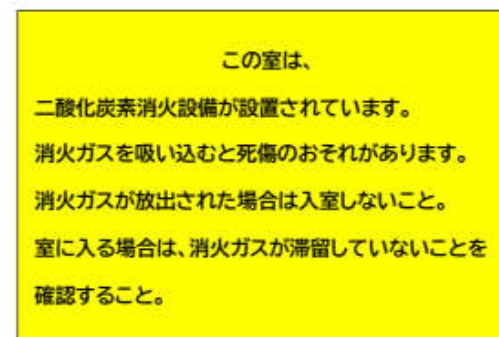 この室は、
二酸化炭素消火設備が設置されています。
消火ガスを吸い込むと死傷のおそれがあります。
消火ガスが放出された場合は入室しないこと。
室に入る場合は、消火ガスが滞留していないことを
確認すること。